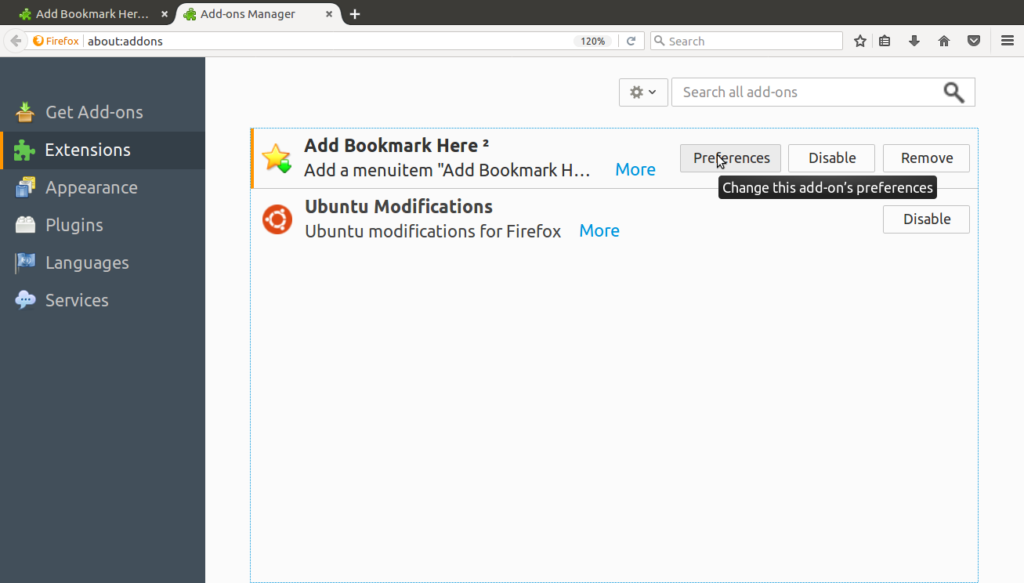 Add Bookmark Her...
Add-ons Manager
Firefox
about:addons
120%
Search
Get Add-ons
Extensions
Appearance
Plugins
Languages
Services
Search all add-ons
Add Bookmark Here ²
Add a menuitem "Add Bookmark H...
More
Preferences
Disable
Remove
Change this add-on's preferences
Ubuntu Modifications
Ubuntu modifications for Firefox
More
Disable